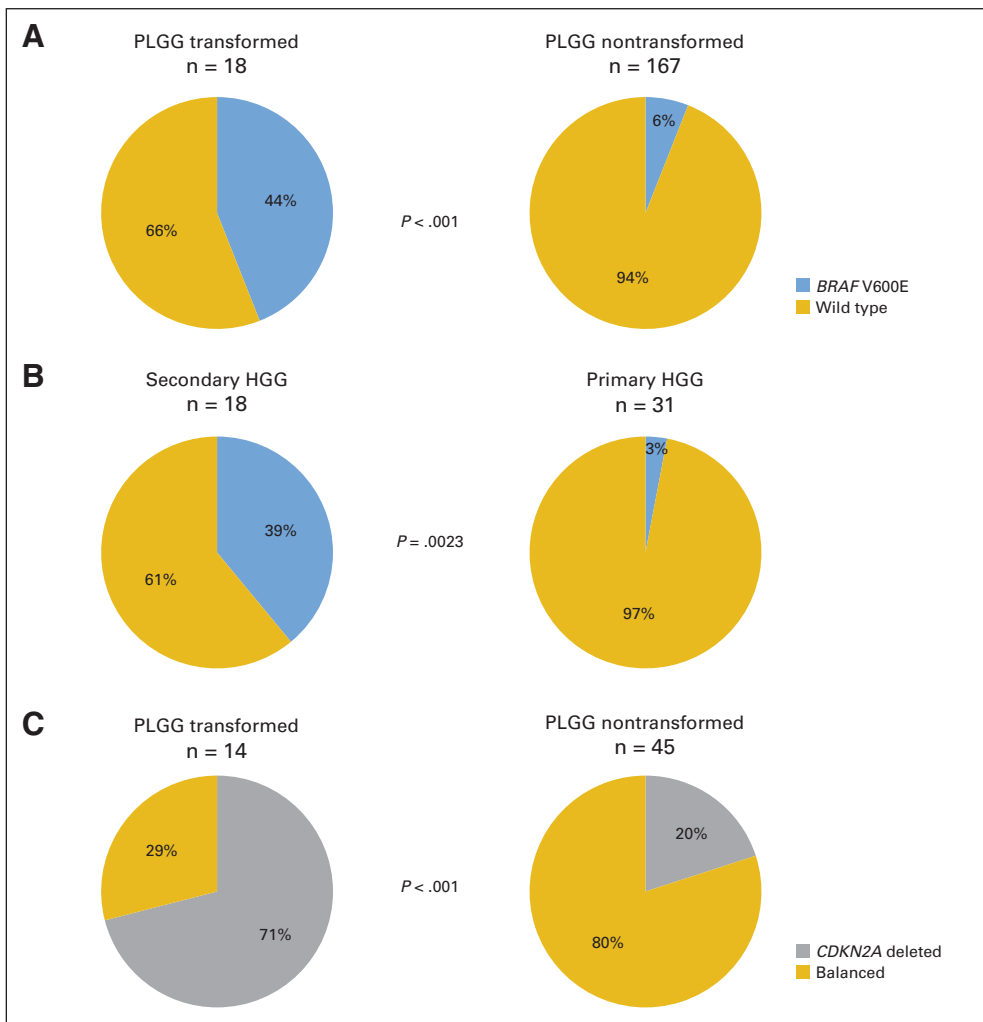 A
PLGG transformed
n = 18
44%
66%
P < .001
PLGG nontransformed
n = 167
6%
94%
BRAF V600E
Wild type
B
Secondary HGG
n = 18
39%
61%
P = .0023
Primary HGG
n = 31
3%
97%
C
PLGG transformed
n = 14
29%
71%
P < .001
PLGG nontransformed
n = 45
20%
80%
CDKN2A deleted
Balanced